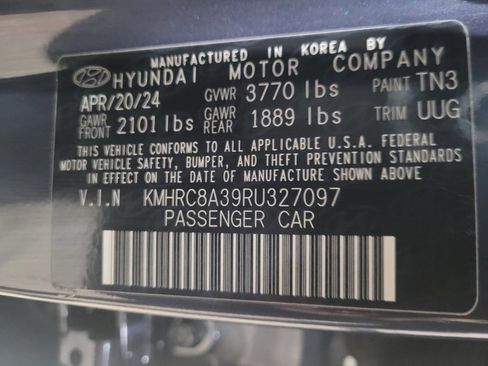 MANUFACTURED IN KOREA BY
HYUNDAI MOTOR COMPANY
APR/20/24 GVWR 3770 lbs PAINT TN3
GAWR FRONT 2101 lbs GAWR REAR 1889 lbs TRIM UUG
THIS VEHICLE CONFORMS TO ALL APPLICABLE U.S.A. FEDERAL
MOTOR VEHICLE SAFETY, BUMPER, AND THEFT PREVENTION STANDARDS
IN EFFECT ON THE DATE OF MANUFACTURE SHOWN ABOVE.
V.I.N KMHRC8A39RU327097
PASSENGER CAR